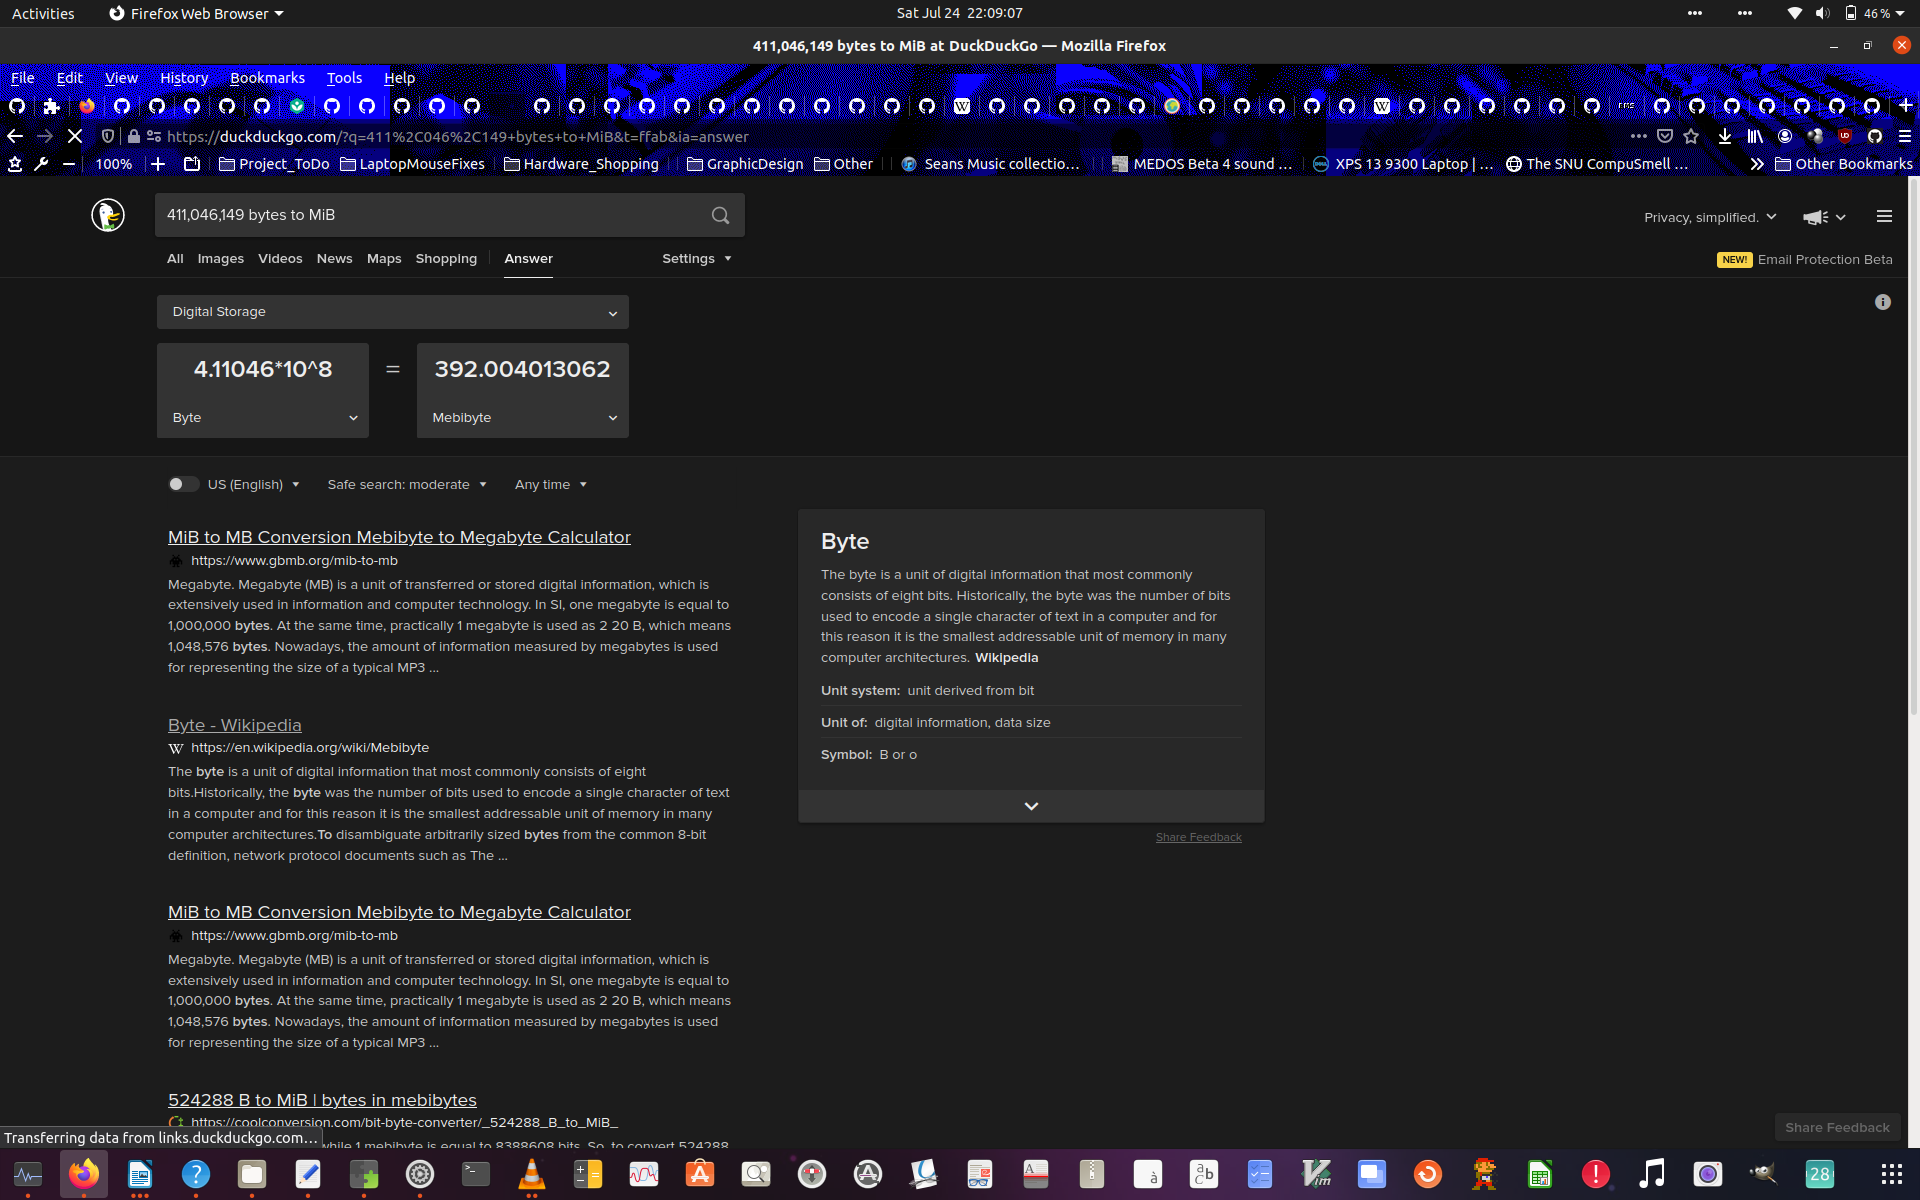 Activities
Firefox Web Browser
Sat Jul 24 22:09:07
46 %
411,046,149 bytes to MiB at DuckDuckGo — Mozilla Firefox
File Edit View History Bookmarks Tools Help
https://duckduckgo.com/?q=411%2C046%2C149+bytes+to+MiB&t=ffab&ia=answer
100%
Project_ToDo
LaptopMouseFixes
Hardware_Shopping
GraphicDesign
Other
Seans Music collectio…
MEDOS Beta 4 sound …
XPS 13 9300 Laptop | …
The SNU CompuSmell …
Other Bookmarks
411,046,149 bytes to MiB
Privacy, simplified.
All Images Videos News Maps Shopping Answer Settings
NEW! Email Protection Beta
Digital Storage
4.11046*10^8 = 392.004013062
Byte Mebibyte
US (English) Safe search: moderate Any time
MiB to MB Conversion Mebibyte to Megabyte Calculator
https://www.gbmb.org/mib-to-mb
Megabyte. Megabyte (MB) is a unit of transferred or stored digital information, which is
extensively used in information and computer technology. In SI, one megabyte is equal to
1,000,000 bytes. At the same time, practically 1 megabyte is used as 2 20 B, which means
1,048,576 bytes. Nowadays, the amount of information measured by megabytes is used
for representing the size of a typical MP3 ...
Byte - Wikipedia
https://en.wikipedia.org/wiki/Mebibyte
The byte is a unit of digital information that most commonly consists of eight
bits.Historically, the byte was the number of bits used to encode a single character of text
in a computer and for this reason it is the smallest addressable unit of memory in many
computer architectures.To disambiguate arbitrarily sized bytes from the common 8-bit
definition, network protocol documents such as The ...
MiB to MB Conversion Mebibyte to Megabyte Calculator
https://www.gbmb.org/mib-to-mb
Megabyte. Megabyte (MB) is a unit of transferred or stored digital information, which is
extensively used in information and computer technology. In SI, one megabyte is equal to
1,000,000 bytes. At the same time, practically 1 megabyte is used as 2 20 B, which means
1,048,576 bytes. Nowadays, the amount of information measured by megabytes is used
for representing the size of a typical MP3 ...
524288 B to MiB | bytes in mebibytes
https://coolconversion.com/bit-byte-converter/_524288_B_to_MiB_
while 1 mebibyte is equal to 8388608 bits. So, to convert 524288
Byte
The byte is a unit of digital information that most commonly
consists of eight bits. Historically, the byte was the number of bits
used to encode a single character of text in a computer and for
this reason it is the smallest addressable unit of memory in many
computer architectures. Wikipedia
Unit system: unit derived from bit
Unit of: digital information, data size
Symbol: B or o
Share Feedback
Share Feedback
Transferring data from links.duckduckgo.com…
28